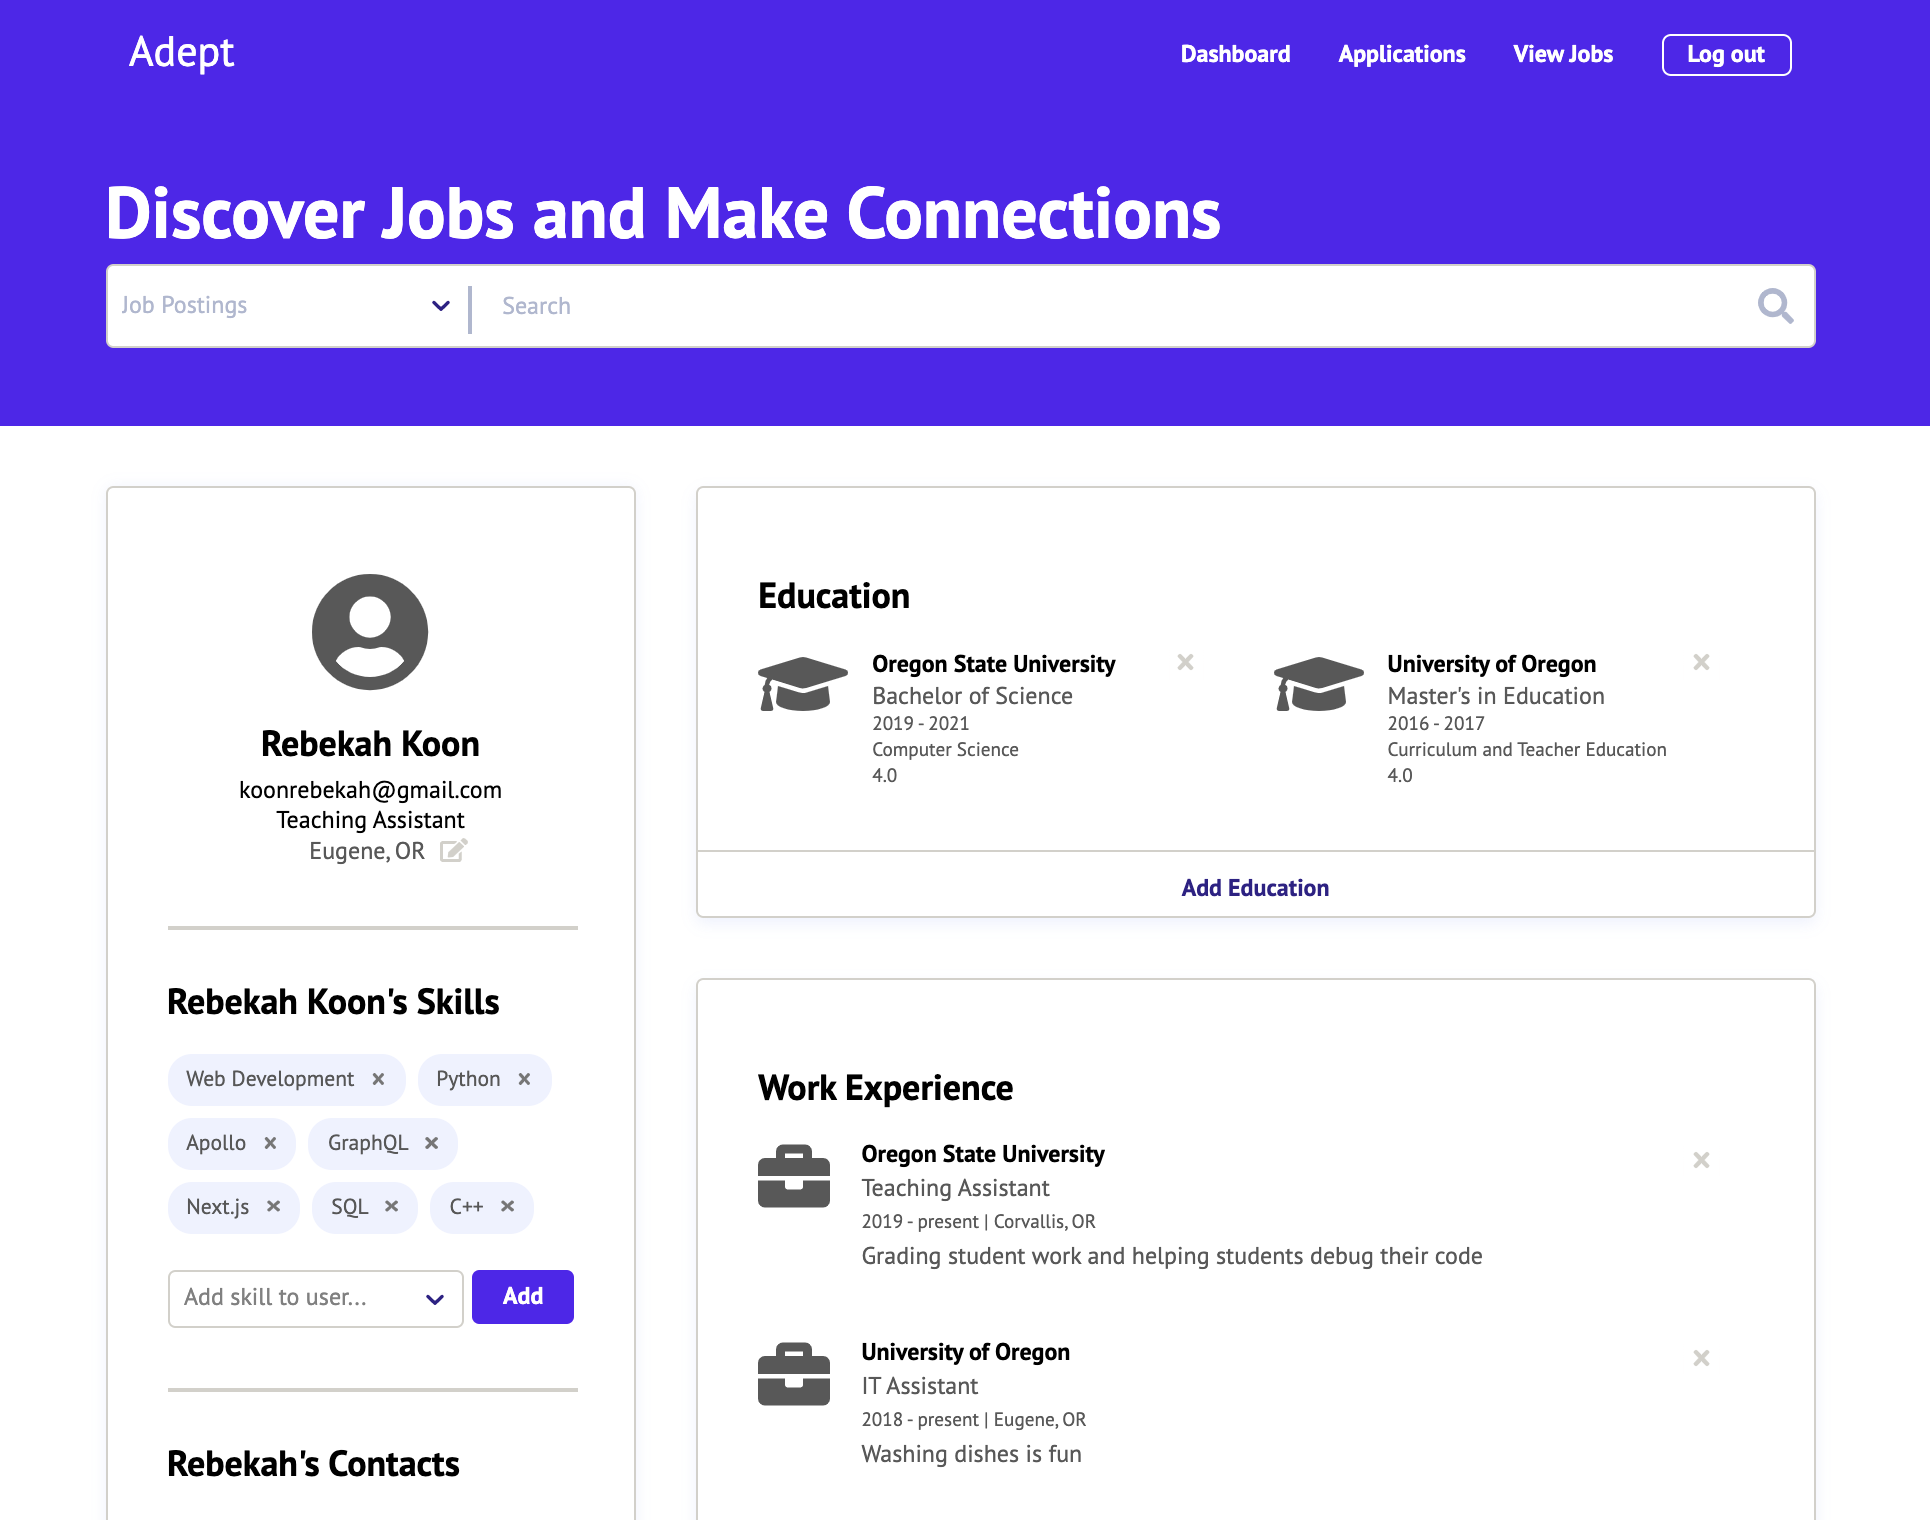 Adept
Dashboard Applications View Jobs Log out
Discover Jobs and Make Connections
Job Postings Search
Rebekah Koon
koonrebekah@gmail.com
Teaching Assistant
Eugene, OR
Rebekah Koon's Skills
Web Development Python
Apollo GraphQL
Next.js SQL C++
Add skill to user... Add
Rebekah's Contacts
Education
Oregon State University
Bachelor of Science
2019 - 2021
Computer Science
4.0
University of Oregon
Master's in Education
2016 - 2017
Curriculum and Teacher Education
4.0
Add Education
Work Experience
Oregon State University
Teaching Assistant
2019 - present | Corvallis, OR
Grading student work and helping students debug their code
University of Oregon
IT Assistant
2018 - present | Eugene, OR
Washing dishes is fun